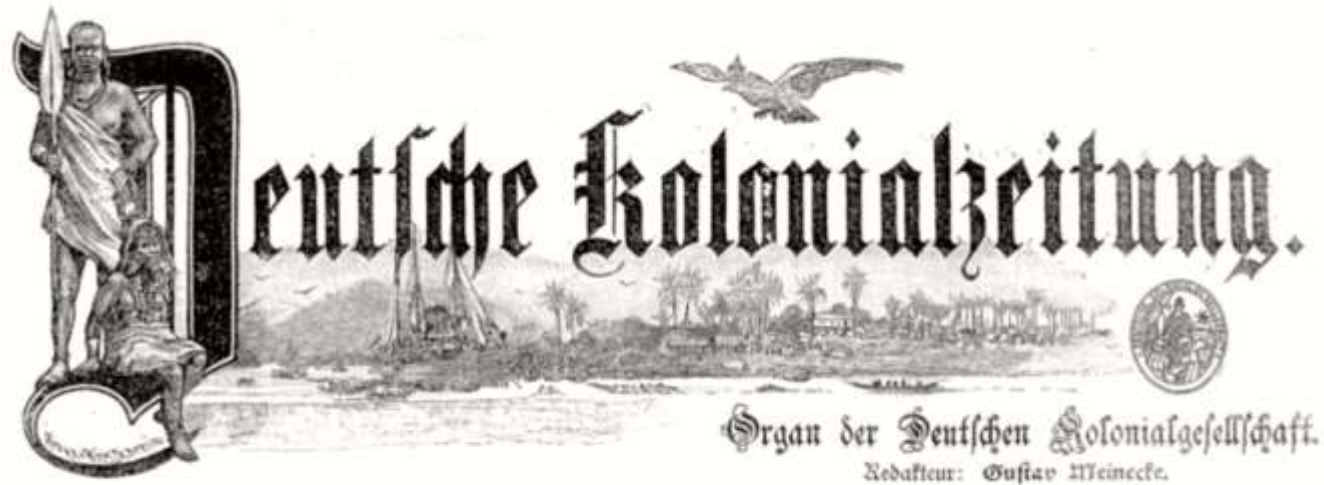 Deutſche Kolonialzeitung.
Organ der Deutſchen Kolonialgeſellſchaft.
Redakteur: Guſtav Meinecke.